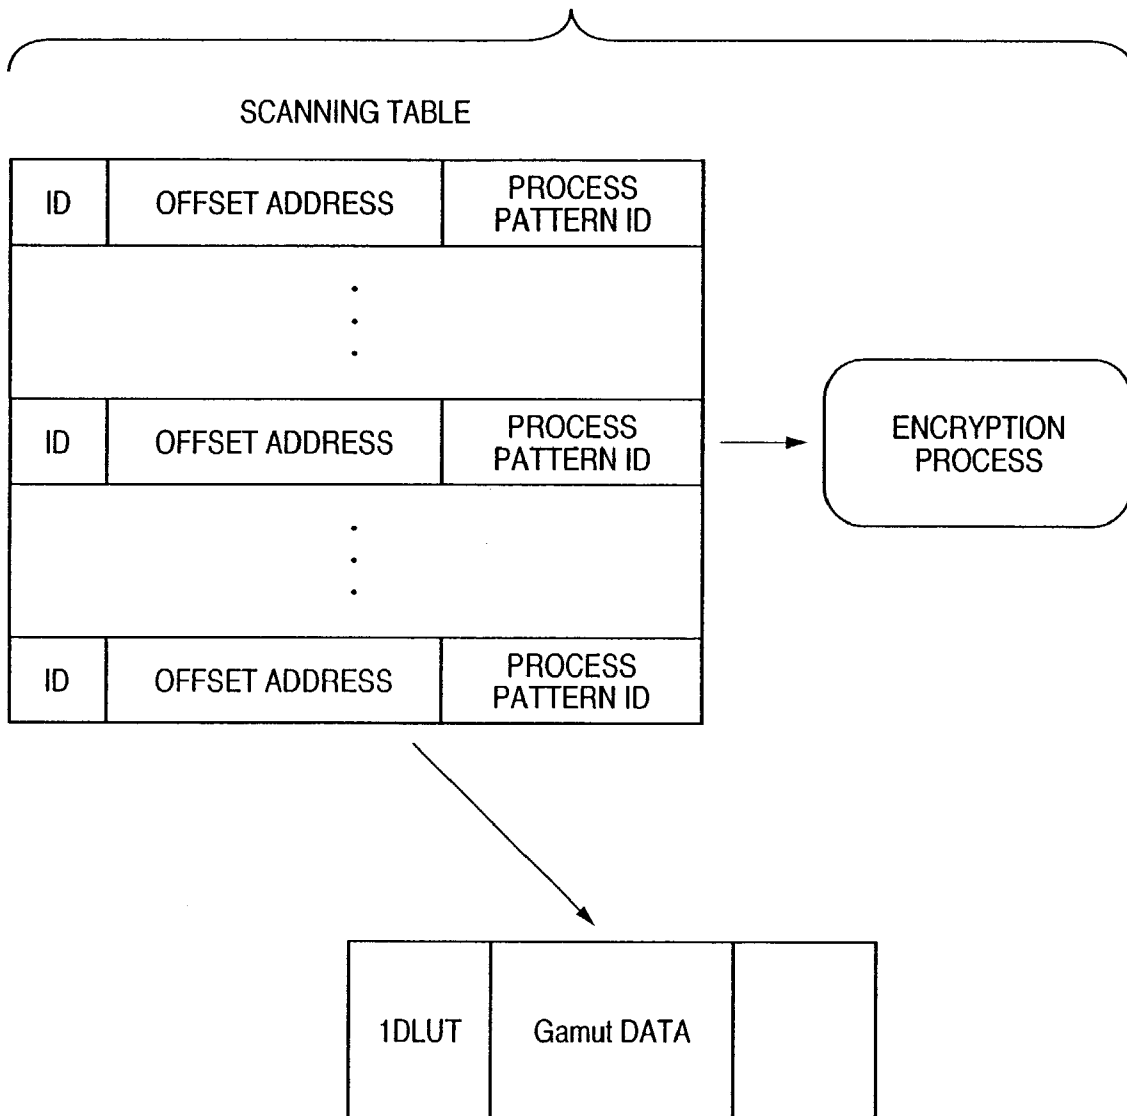 SCANNING TABLE
ID OFFSET ADDRESS PROCESS PATTERN ID
ID OFFSET ADDRESS PROCESS PATTERN ID
ENCRYPTION PROCESS
ID OFFSET ADDRESS PROCESS PATTERN ID
1DLUT Gamut DATA